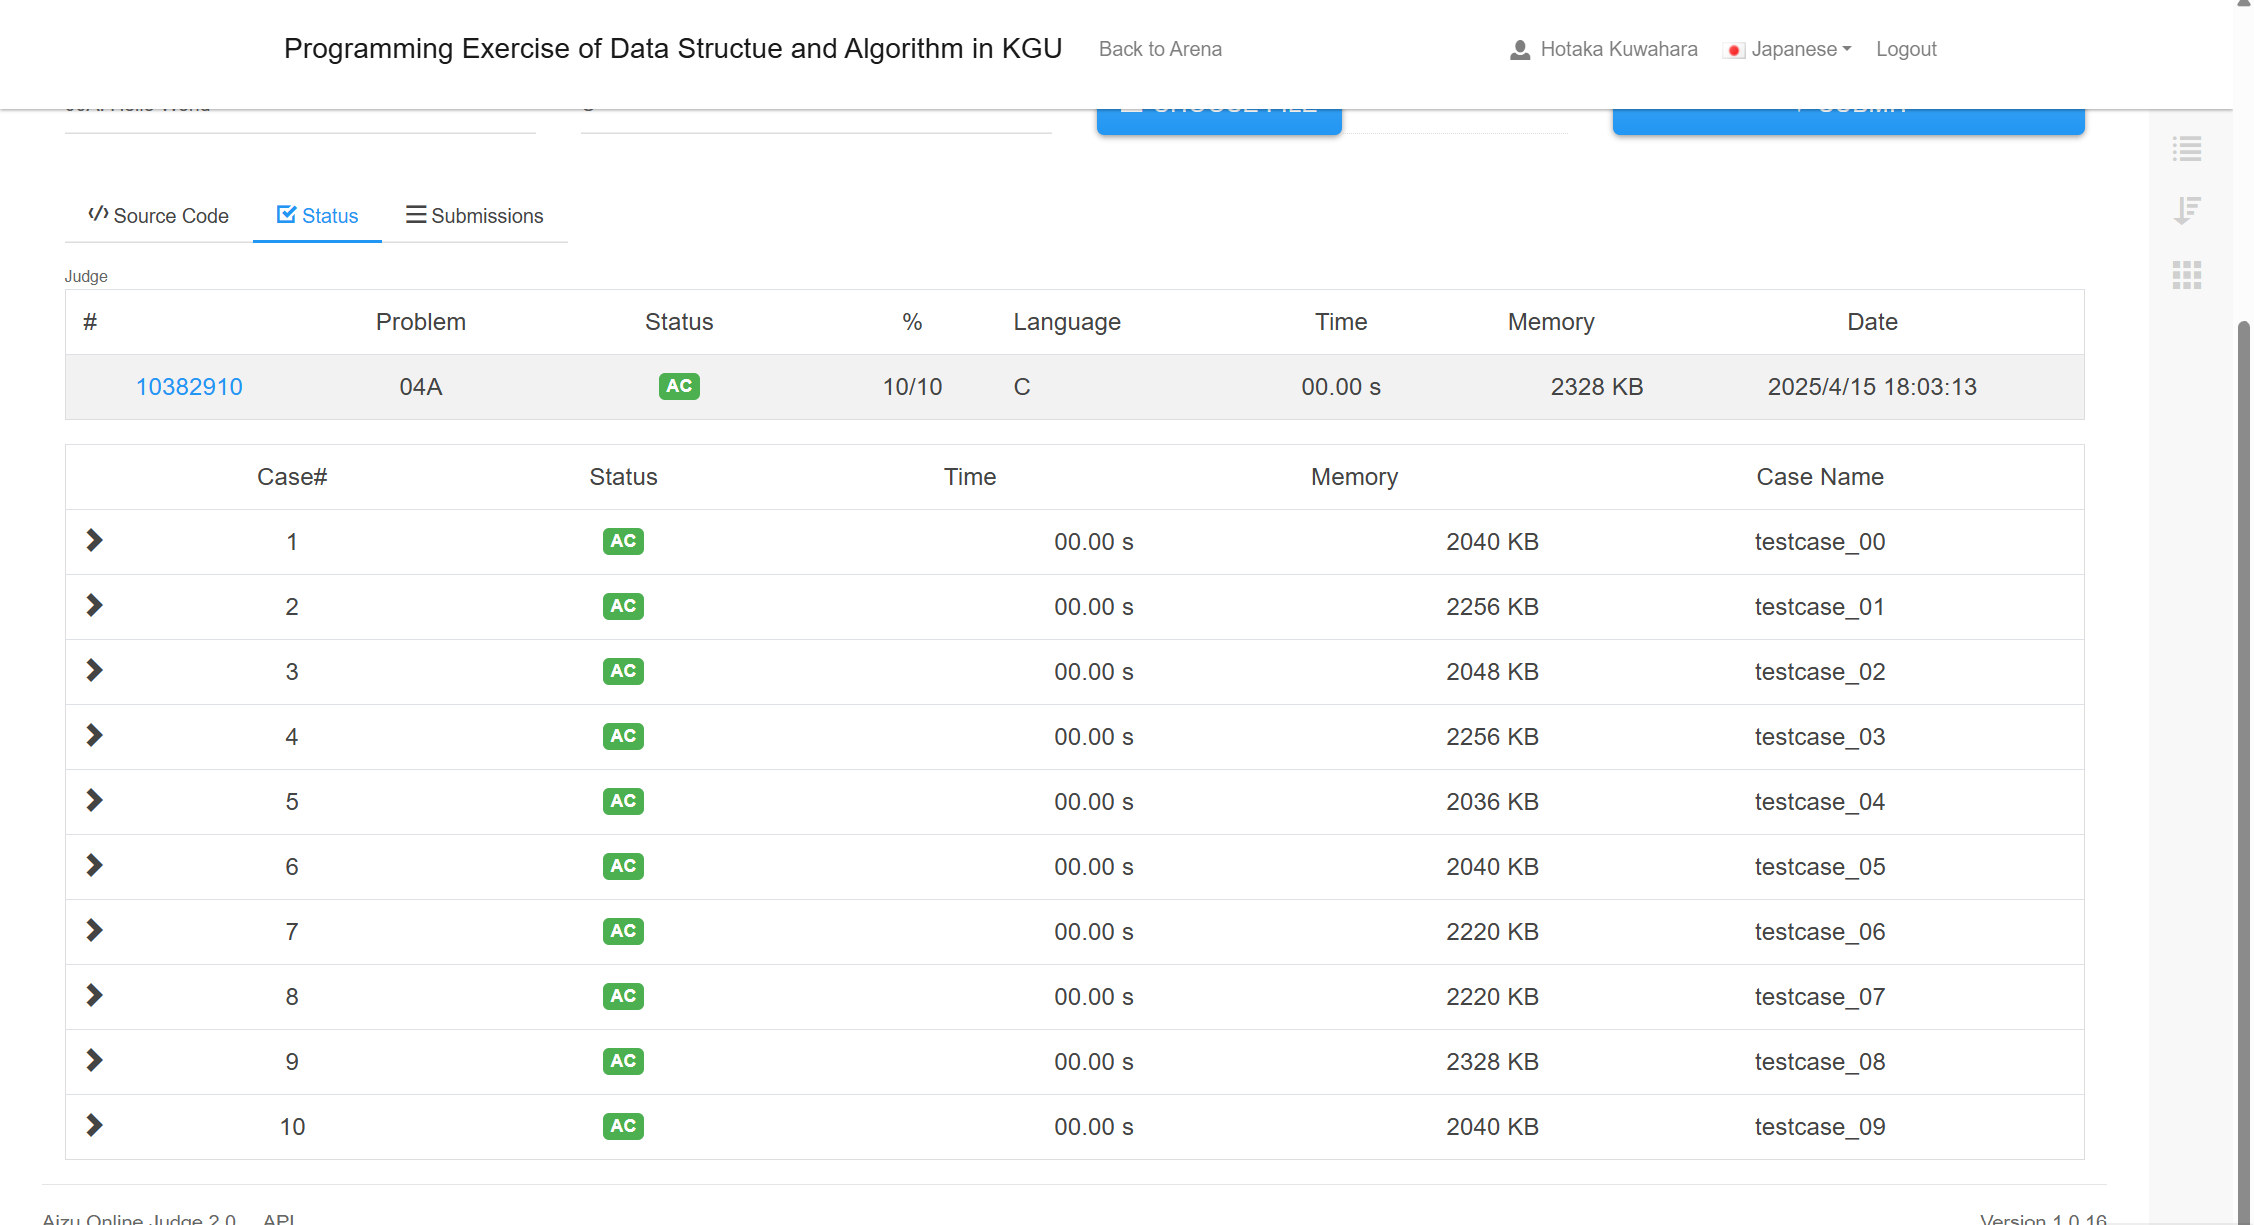 Programming Exercise of Data Structue and Algorithm in KGU Back to Arena Hotaka Kuwahara Japanese Logout
Source Code Status Submissions
Judge
# Problem Status % Language Time Memory Date
10382910 04A AC 10/10 C 00.00 s 2328 KB 2025/4/15 18:03:13
Case# Status Time Memory Case Name
1 AC 00.00 s 2040 KB testcase_00
2 AC 00.00 s 2256 KB testcase_01
3 AC 00.00 s 2048 KB testcase_02
4 AC 00.00 s 2256 KB testcase_03
5 AC 00.00 s 2036 KB testcase_04
6 AC 00.00 s 2040 KB testcase_05
7 AC 00.00 s 2220 KB testcase_06
8 AC 00.00 s 2220 KB testcase_07
9 AC 00.00 s 2328 KB testcase_08
10 AC 00.00 s 2040 KB testcase_09
Aizu Online Judge 2.0 API Version 1.0.16